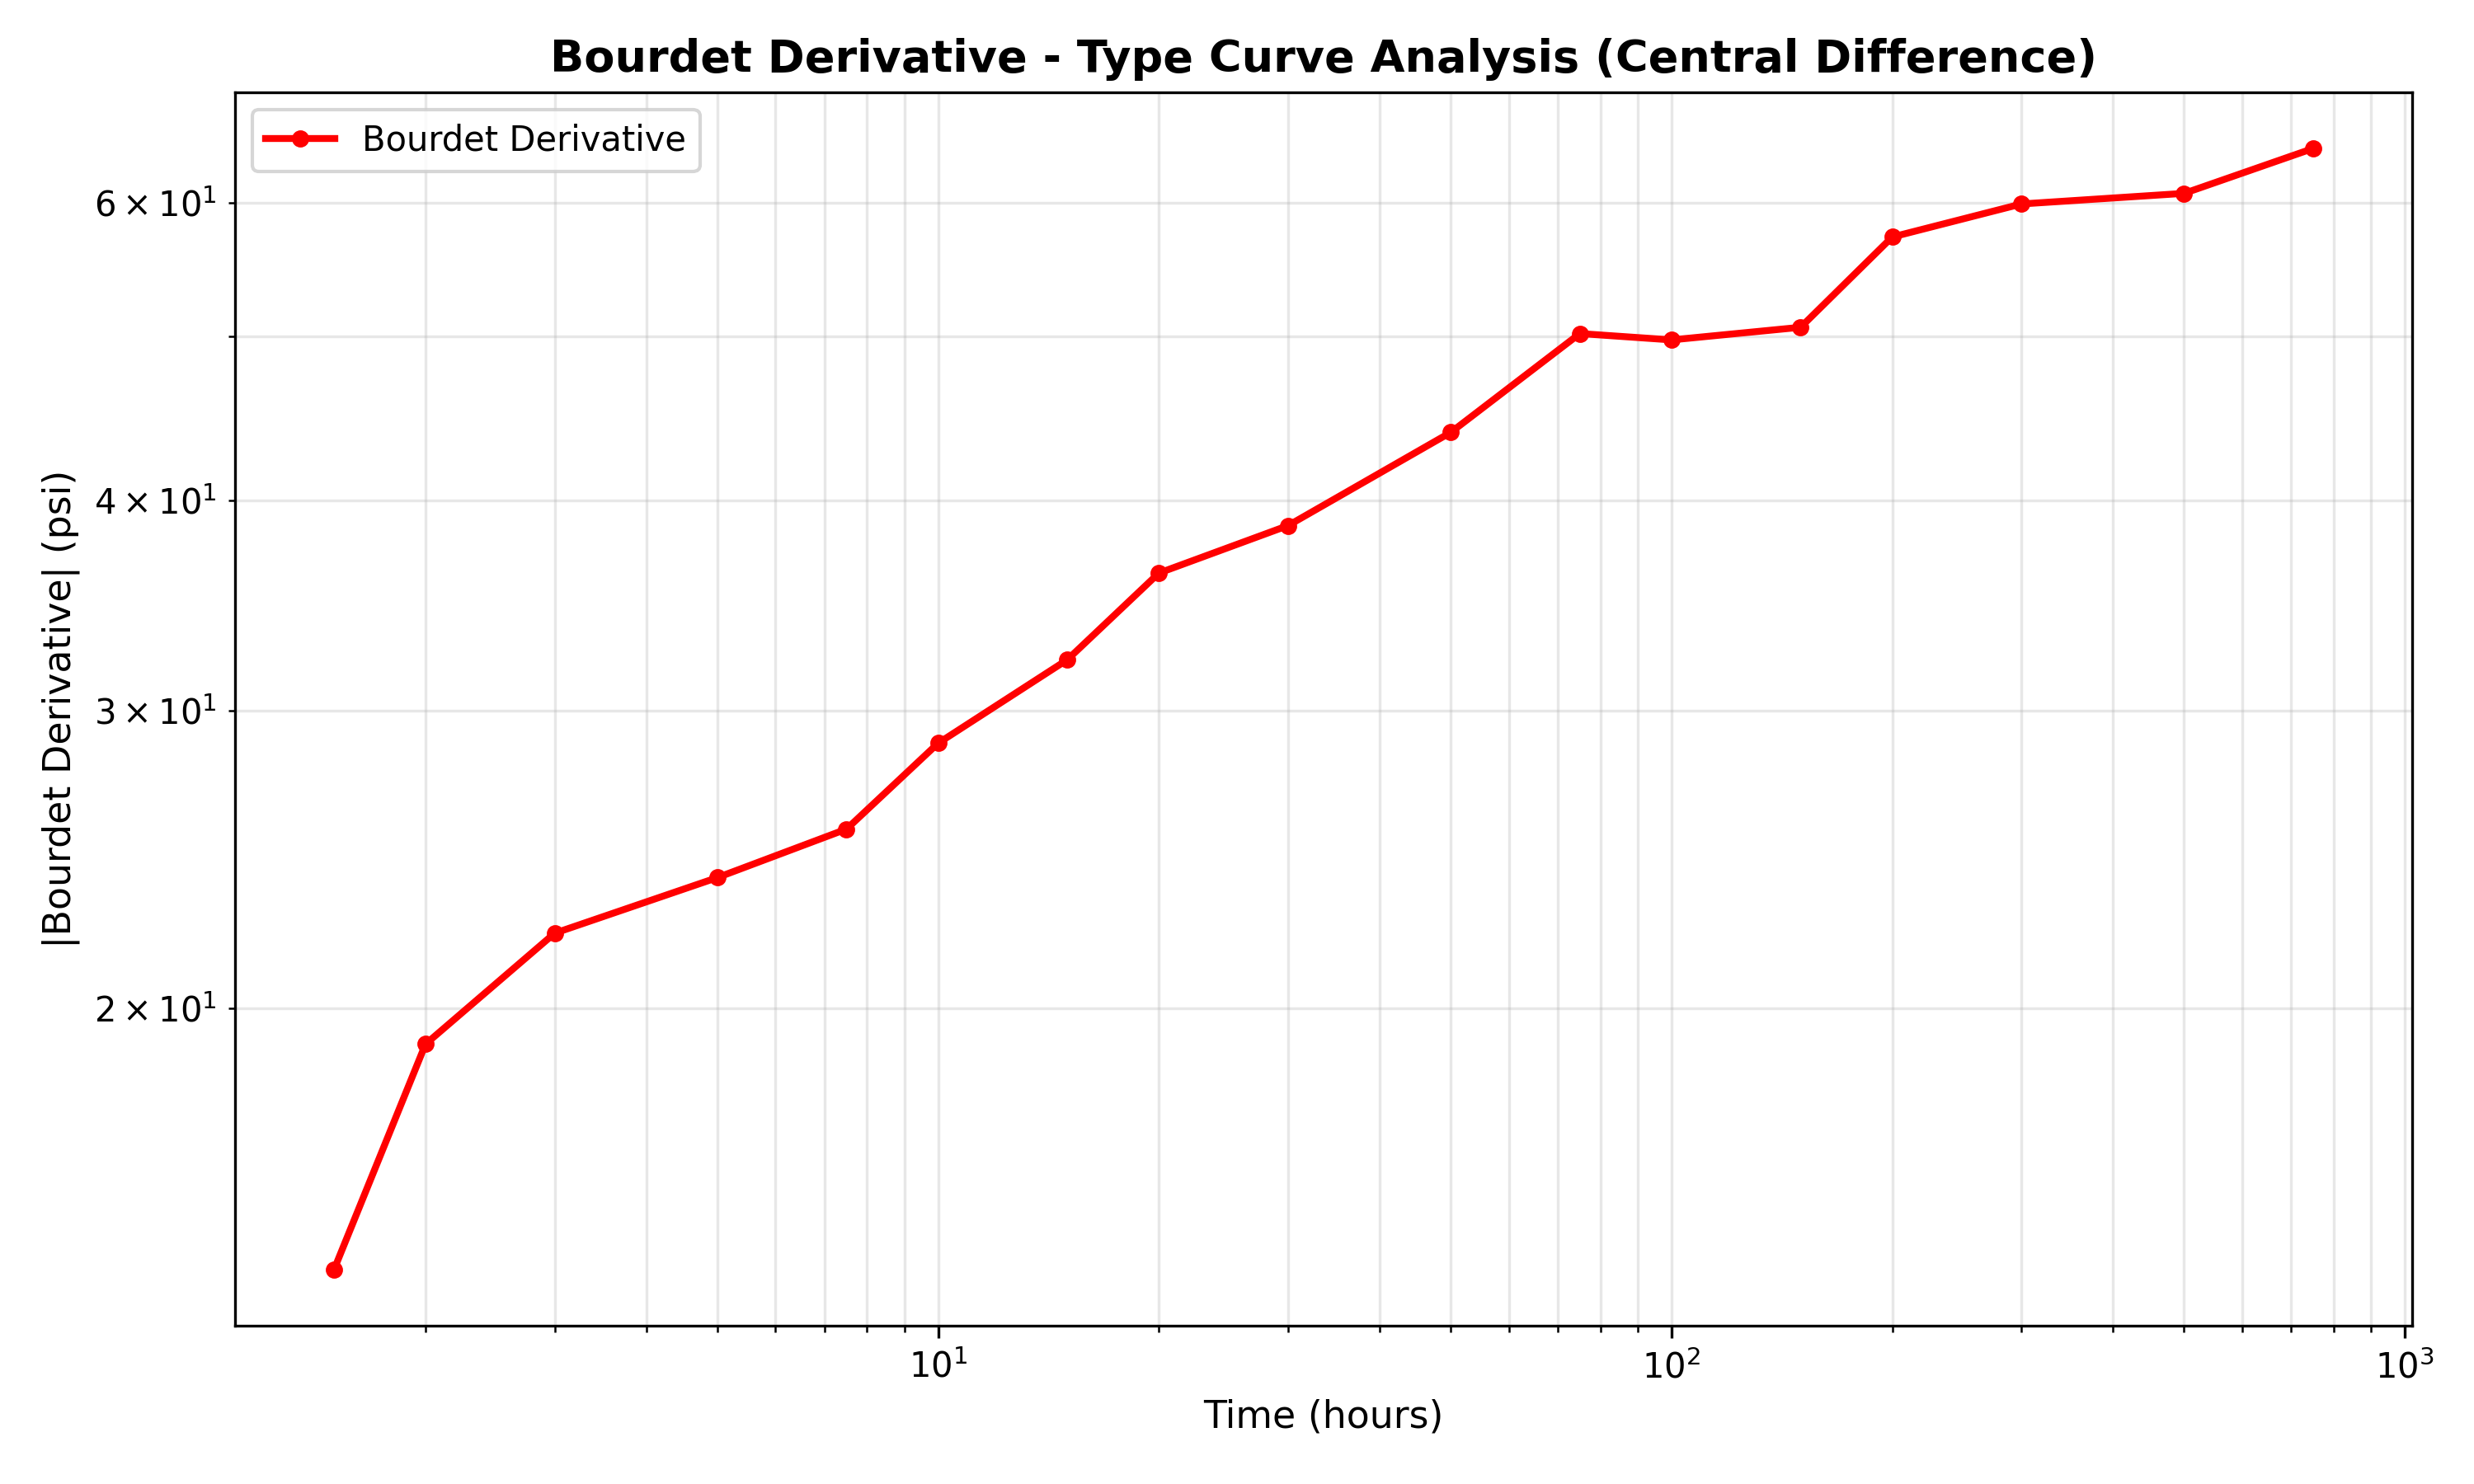 Bourdet Derivative - Type Curve Analysis (Central Difference)
Bourdet Derivative
6 × 10¹
4 × 10¹
3 × 10¹
2 × 10¹
|Bourdet Derivative| (psi)
10¹ 10² 10³
Time (hours)